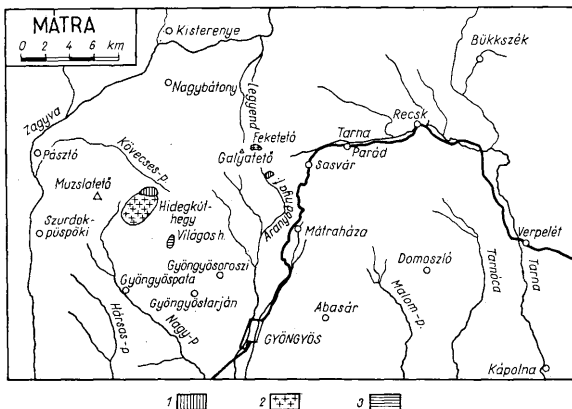 MÁTRA
0 2 4 6 km
Kisterenye
Bükkszék
Nagybátony
Zagyva
Legyend
Recsk
Tarna
Feketető
Parád
Pásztó
Kövecses-p.
Galyatető
Sasvár
Muzslatető
Hidegkút-
hegy
Aranyos
Szurdok-
püspöki
Világos h.
Mátraháza
Verpelét
Gyöngyösoroszi
Domoszló
Gyöngyöspata
Gyöngyöstarján
Tarnóca
Tarna
Hársas-p
Nagy-p
Abasár
Malom-p.
GYÖNGYÖS
Kápolna
1 2 3